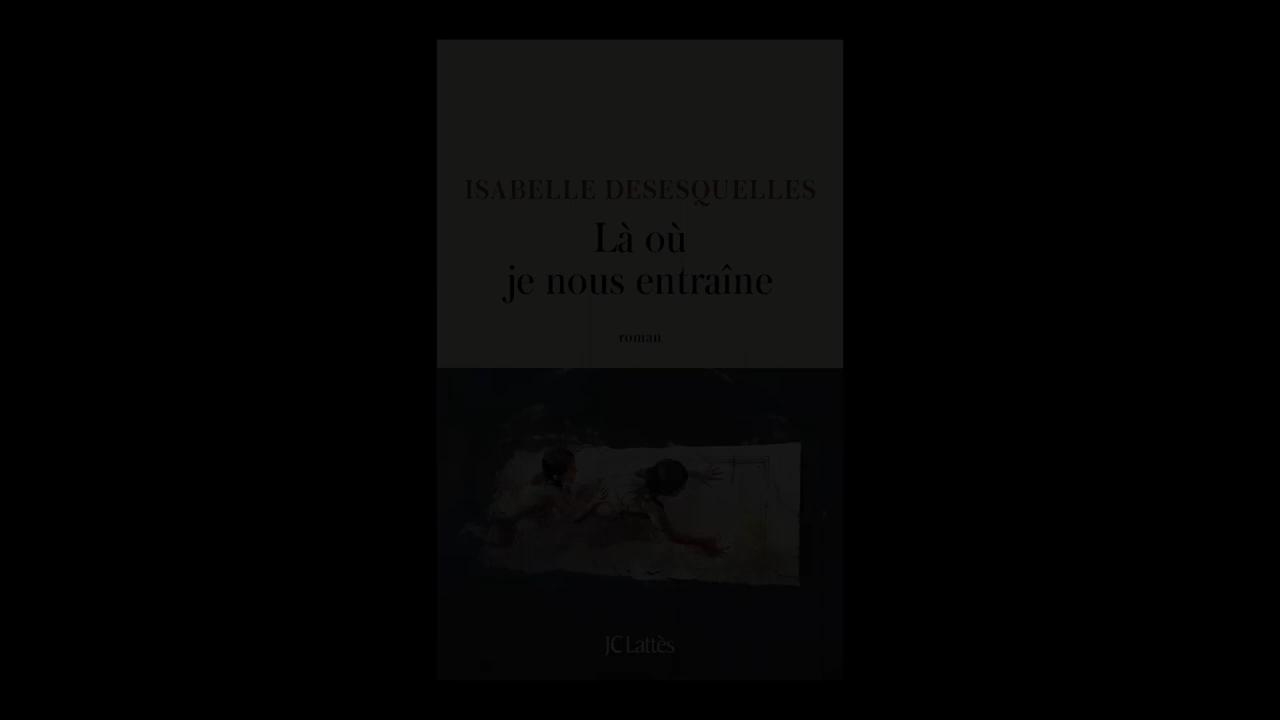 ISABELLE DESESQUELLES
Là où
je nous entraîne
roman
JC Lattès